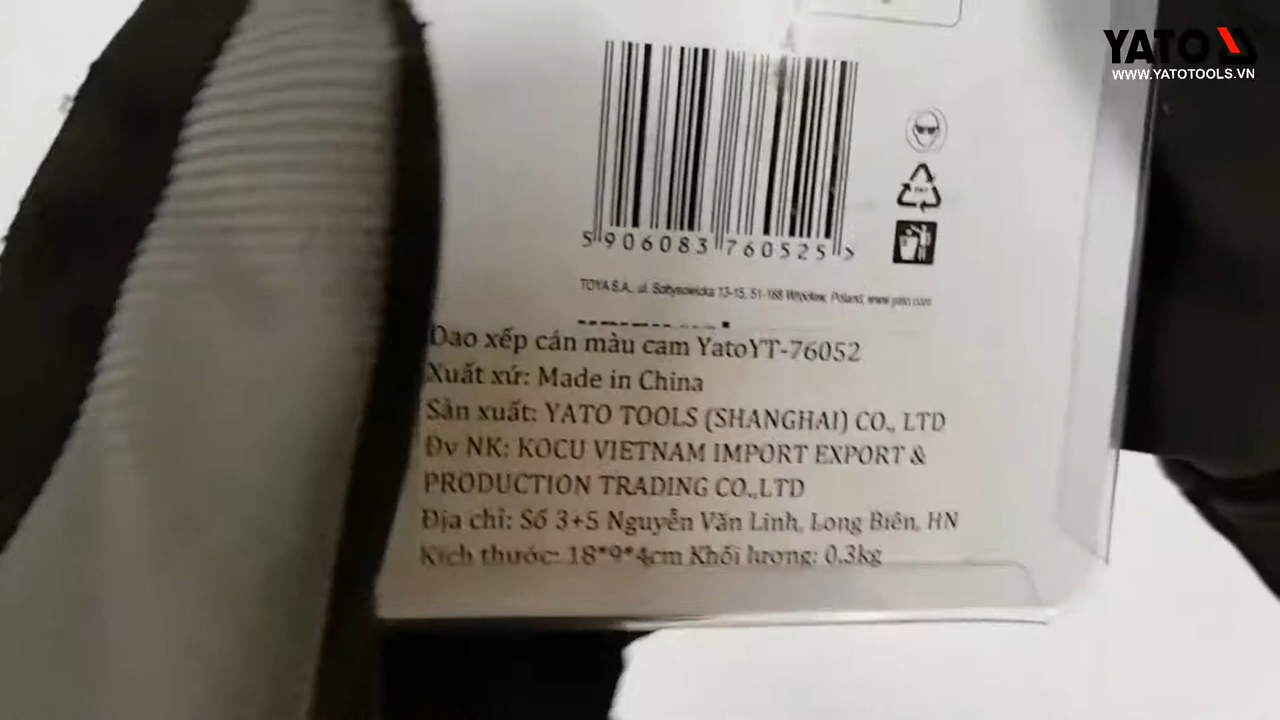 YATO
WWW.YATOTOOLS.VN
5 906083 760525 >
TOYA S.A., ul. Sołtysowicka 13-15, 51-168 Wrocław, Poland, www.yato.com
Dao xếp cán màu cam YatoYT-76052
Xuất xứ: Made in China
Sản xuất: YATO TOOLS (SHANGHAI) CO., LTD
Đv NK: KOCU VIETNAM IMPORT EXPORT &
PRODUCTION TRADING CO.,LTD
Địa chỉ: Số 3+5 Nguyễn Văn Linh, Long Biên, HN
Kích thước: 18*9*4cm Khối lượng: 0.3kg